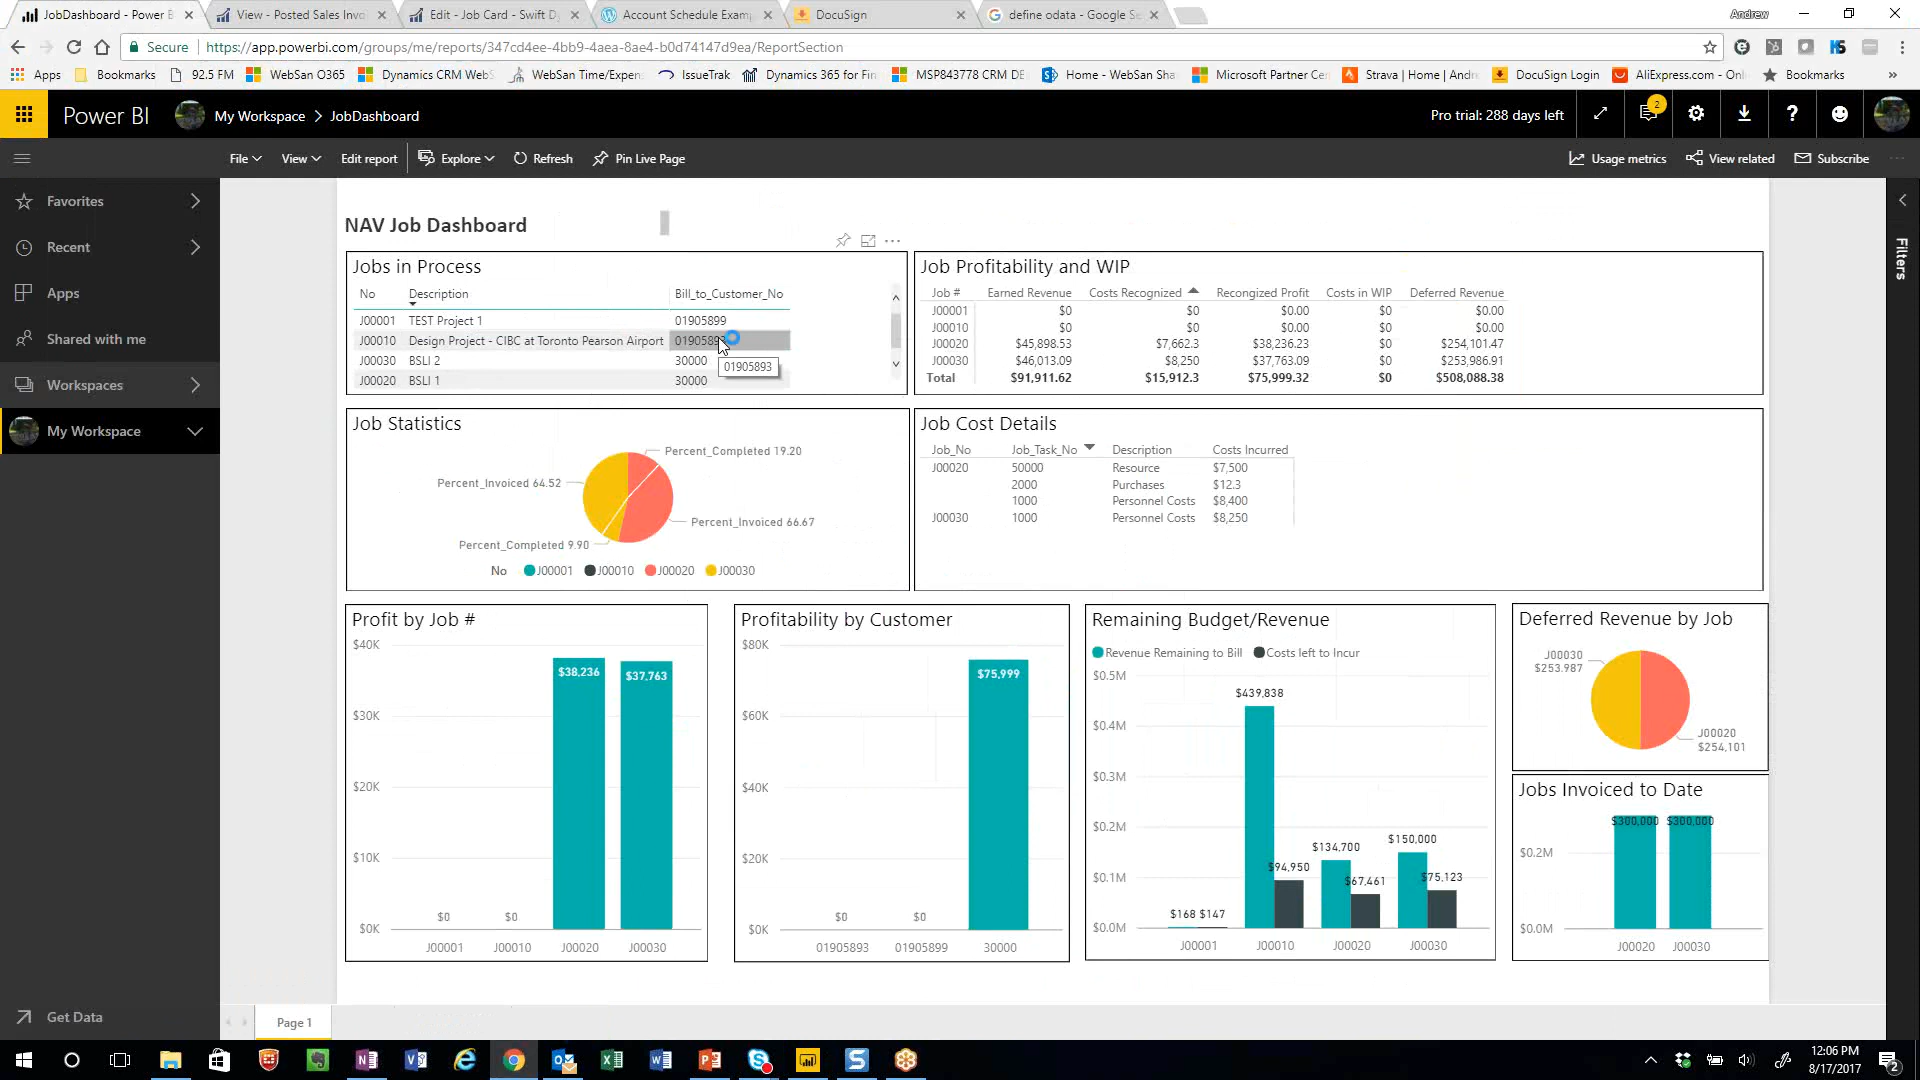 JobDashboard - Power B
View - Posted Sales Invo
Edit - Job Card - Swift D
Account Schedule Examp
DocuSign
define odata - Google Se
Andrew
Secure
https://app.powerbi.com/groups/me/reports/347cd4ee-4bb9-4aea-8ae4-b0d74147d9ea/ReportSection
Apps
Bookmarks
92.5 FM
WebSan O365
Dynamics CRM Web
WebSan Time/Expen
IssueTrak
Dynamics 365 for Fin
MSP843778 CRM DE
Home - WebSan Sha
Microsoft Partner Ce
Strava | Home | And
DocuSign Login
AliExpress.com - Onl
Bookmarks
Power BI
My Workspace > JobDashboard
Pro trial: 288 days left
2
File
View
Edit report
Explore
Refresh
Pin Live Page
Usage metrics
View related
Subscribe
Favorites
Recent
Apps
Shared with me
Workspaces
My Workspace
Get Data
Filters
NAV Job Dashboard
Jobs in Process
No Description Bill_to_Customer_No
J00001 TEST Project 1 01905899
J00010 Design Project - CIBC at Toronto Pearson Airport 0190589
J00030 BSLI 2 30000
01905893
J00020 BSLI 1 30000
Job Profitability and WIP
Job # Earned Revenue Costs Recognized Recongized Profit Costs in WIP Deferred Revenue
J00001 $0 $0 $0.00 $0 $0.00
J00010 $0 $0 $0.00 $0 $0.00
J00020 $45,898.53 $7,662.3 $38,236.23 $0 $254,101.47
J00030 $46,013.09 $8,250 $37,763.09 $0 $253,986.91
Total $91,911.62 $15,912.3 $75,999.32 $0 $508,088.38
Job Statistics
Percent_Completed 19.20
Percent_Invoiced 64.52
Percent_Invoiced 66.67
Percent_Completed 9.90
No J00001 J00010 J00020 J00030
Job Cost Details
Job_No Job_Task_No Description Costs Incurred
J00020 50000 Resource $7,500
2000 Purchases $12.3
1000 Personnel Costs $8,400
J00030 1000 Personnel Costs $8,250
Profit by Job #
$40K
$38,236
$37,763
$30K
$20K
$10K
$0 $0
$0K
J00001 J00010 J00020 J00030
Profitability by Customer
$80K
$75,999
$60K
$40K
$20K
$0 $0
$0K
01905893 01905899 30000
Remaining Budget/Revenue
Revenue Remaining to Bill Costs left to Incur
$0.5M
$439,838
$0.4M
$0.3M
$0.2M
$150,000
$134,700
$94,950
$0.1M
$67,461
$75,123
$168 $147
$0.0M
J00001 J00010 J00020 J00030
Deferred Revenue by Job
J00030
$253,987
J00020
$254,101
Jobs Invoiced to Date
$300,000 $300,000
$0.2M
$0.0M
J00020 J00030
Page 1
12:06 PM
8/17/2017
2